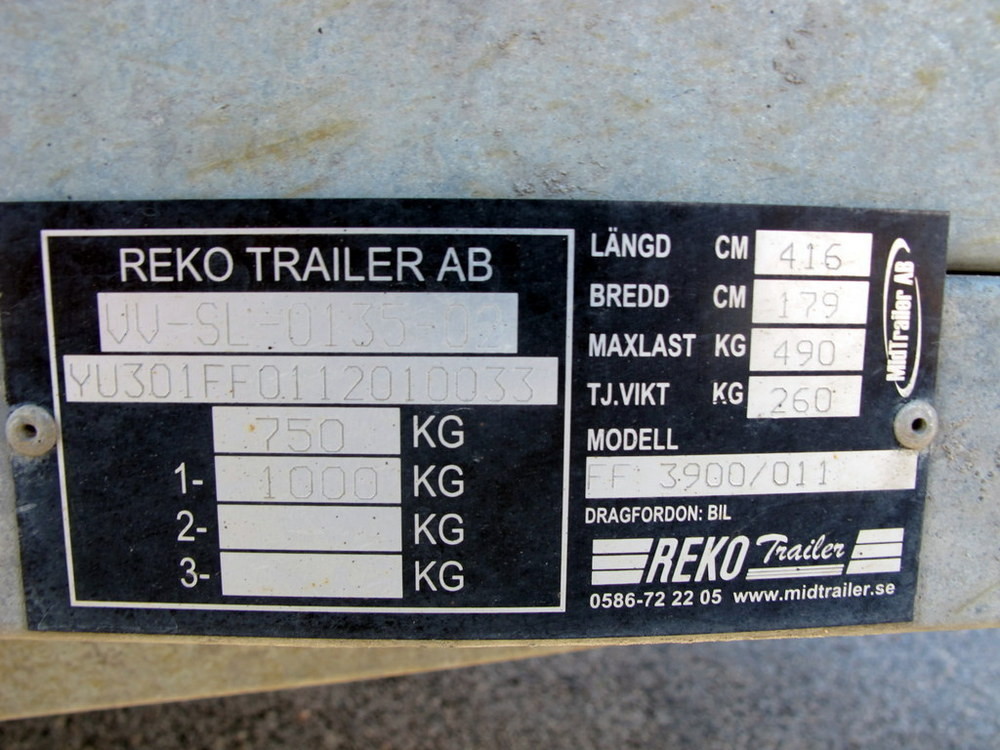 REKO TRAILER AB
VV-SL-0135-0
YU301FF0112010033
750 KG
1- 1000 KG
2- KG
3- KG
LÄNGD CM 416
BREDD CM 179
MAXLAST KG 490
TJ.VIKT KG 260
MODELL
FF 3900/011
DRAGFORDON: BIL
REKO Trailer
0586-72 22 05 www.midtrailer.se
MidTrailer AB